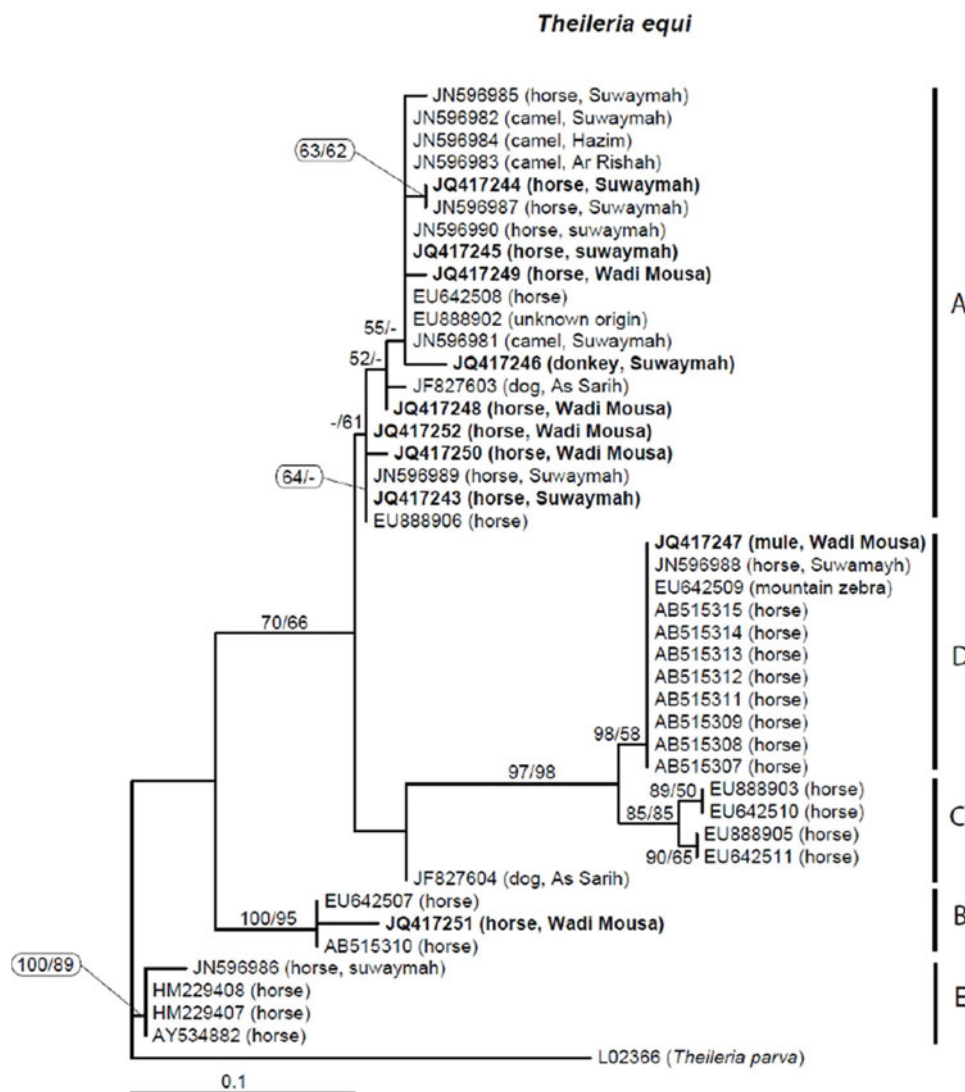 Theileria equi
JN596985 (horse, Suwaymah)
JN596982 (camel, Suwaymah)
JN596984 (camel, Hazim)
63/62
JN596983 (camel, Ar Rishah)
JQ417244 (horse, Suwaymah)
JN596987 (horse, Suwaymah)
JN596990 (horse, suwaymah)
JQ417245 (horse, suwaymah)
JQ417249 (horse, Wadi Mousa)
EU642508 (horse)
A
EU888902 (unknown origin)
55/-
JN596981 (camel, Suwaymah)
52/-
JQ417246 (donkey, Suwaymah)
JF827603 (dog, As Sarih)
JQ417248 (horse, Wadi Mousa)
-/61
JQ417252 (horse, Wadi Mousa)
JQ417250 (horse, Wadi Mousa)
64/-
JN596989 (horse, Suwaymah)
JQ417243 (horse, Suwaymah)
EU888906 (horse)
JQ417247 (mule, Wadi Mousa)
JN596988 (horse, Suwamayh)
EU642509 (mountain zebra)
AB515315 (horse)
70/66
AB515314 (horse)
AB515313 (horse)
D
AB515312 (horse)
AB515311 (horse)
AB515309 (horse)
98/58
AB515308 (horse)
AB515307 (horse)
97/98
89/50
EU888903 (horse)
85/85
EU642510 (horse)
C
EU888905 (horse)
90/65
EU642511 (horse)
JF827604 (dog, As Sarih)
EU642507 (horse)
100/95
JQ417251 (horse, Wadi Mousa)
B
AB515310 (horse)
100/89
JN596986 (horse, suwaymah)
HM229408 (horse)
E
HM229407 (horse)
AY534882 (horse)
L02366 (Theileria parva)
0.1